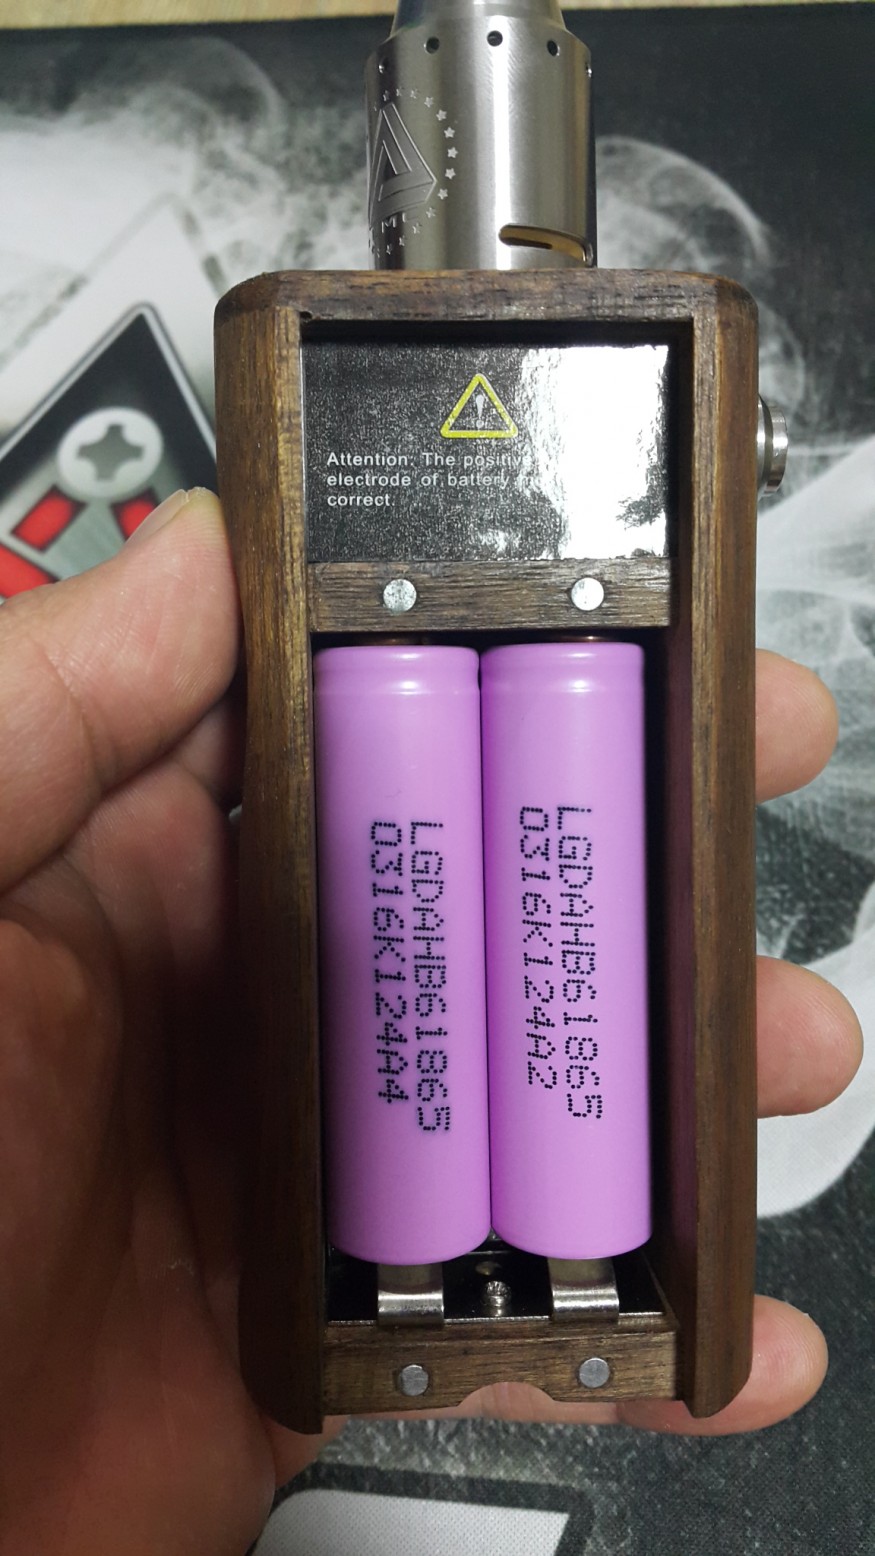 Attention: The positive
electrode of battery
correct.
LGDAHB61865
0316K124A4
LGDAHB61865
0316K124A2